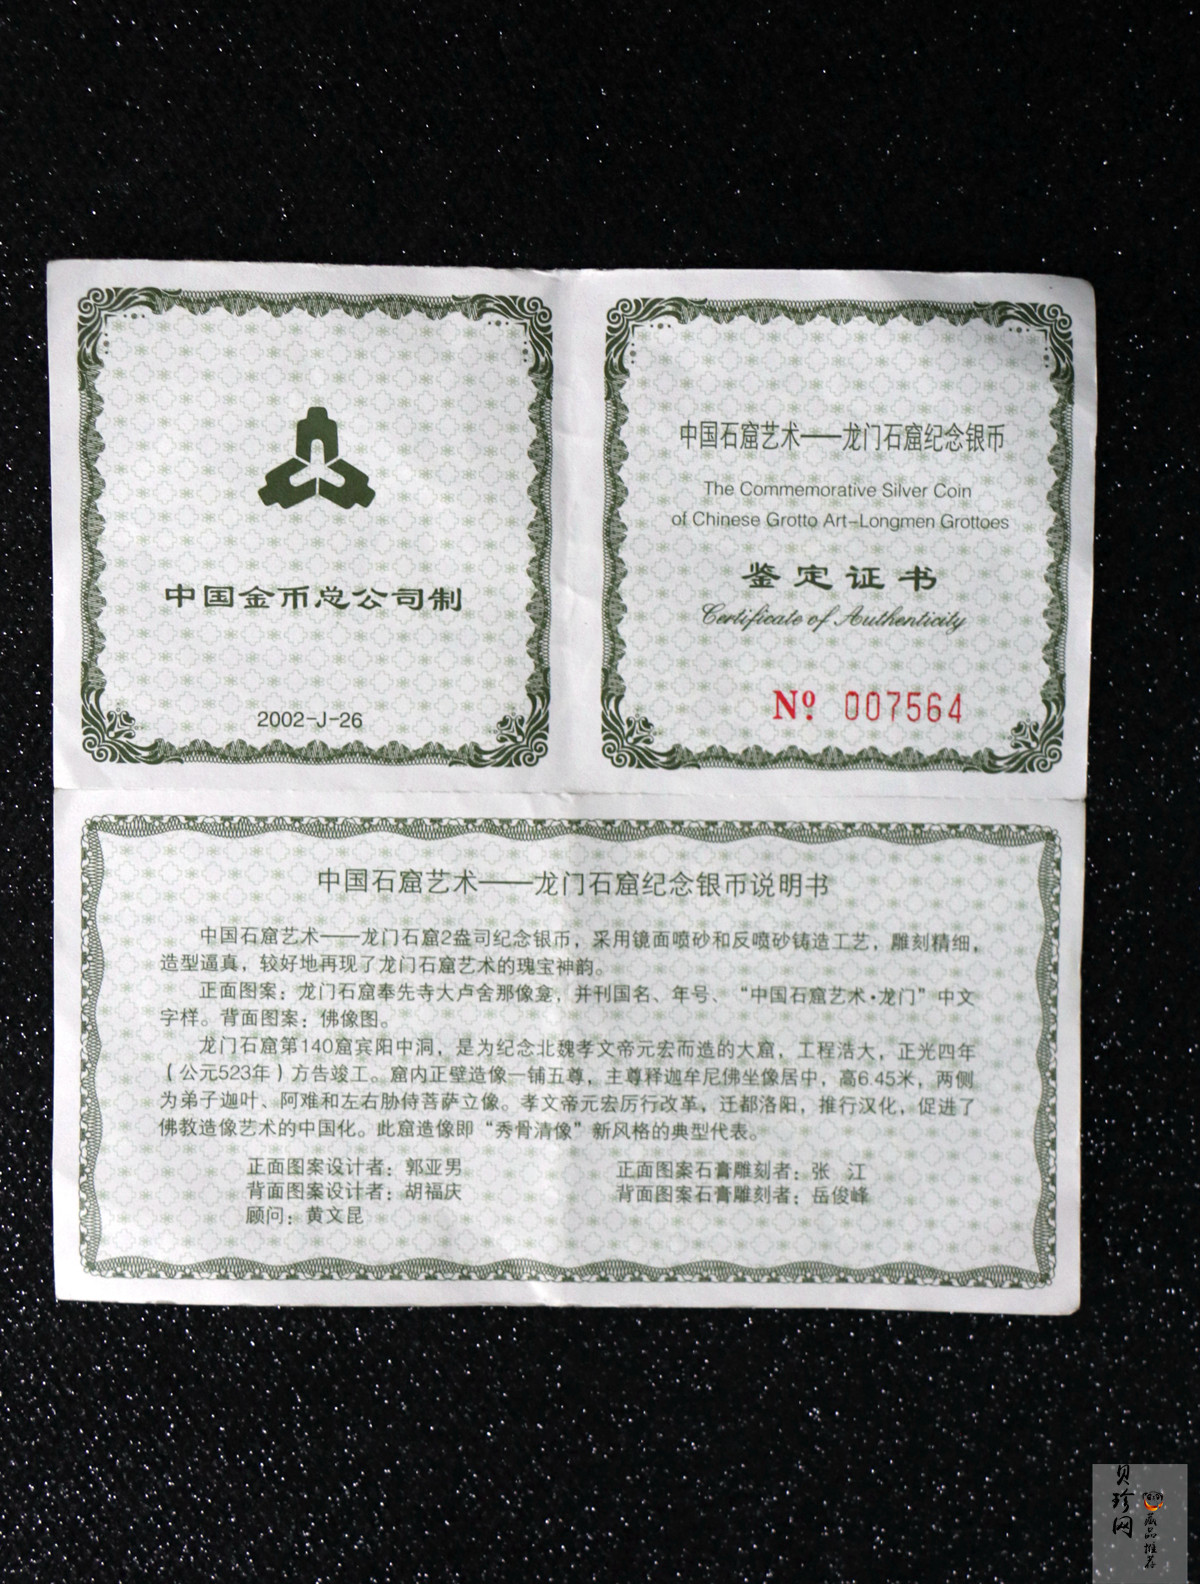 中国金币总公司制
2002-J-26
中国石窟艺术——龙门石窟纪念银币
The Commemorative Silver Coin
of Chinese Grotto Art-Longmen Grottoes
鉴定证书
Certificate of Authenticity
Nº 007564
中国石窟艺术——龙门石窟纪念银币说明书
中国石窟艺术——龙门石窟2盎司纪念银币，采用镜面喷砂和反喷砂铸造工艺，雕刻精细，
造型逼真，较好地再现了龙门石窟艺术的瑰宝神韵。
正面图案：龙门石窟奉先寺大卢舍那像龛，并刊国名、年号、“中国石窟艺术·龙门”中文
字样。背面图案：佛像图。
龙门石窟第140窟宾阳中洞，是为纪念北魏孝文帝元宏而造的大窟，工程浩大，正光四年
（公元523年）方告竣工。窟内正壁造像一铺五尊，主尊释迦牟尼佛坐像居中，高6.45米，两侧
为弟子迦叶、阿难和左右胁侍菩萨立像。孝文帝元宏厉行改革，迁都洛阳，推行汉化，促进了
佛教造像艺术的中国化。此窟造像即“秀骨清像”新风格的典型代表。
正面图案设计者：郭亚男
正面图案石膏雕刻者：张 江
背面图案设计者：胡福庆
背面图案石膏雕刻者：岳俊峰
顾问：黄文昆
贝珍网
藏品推荐